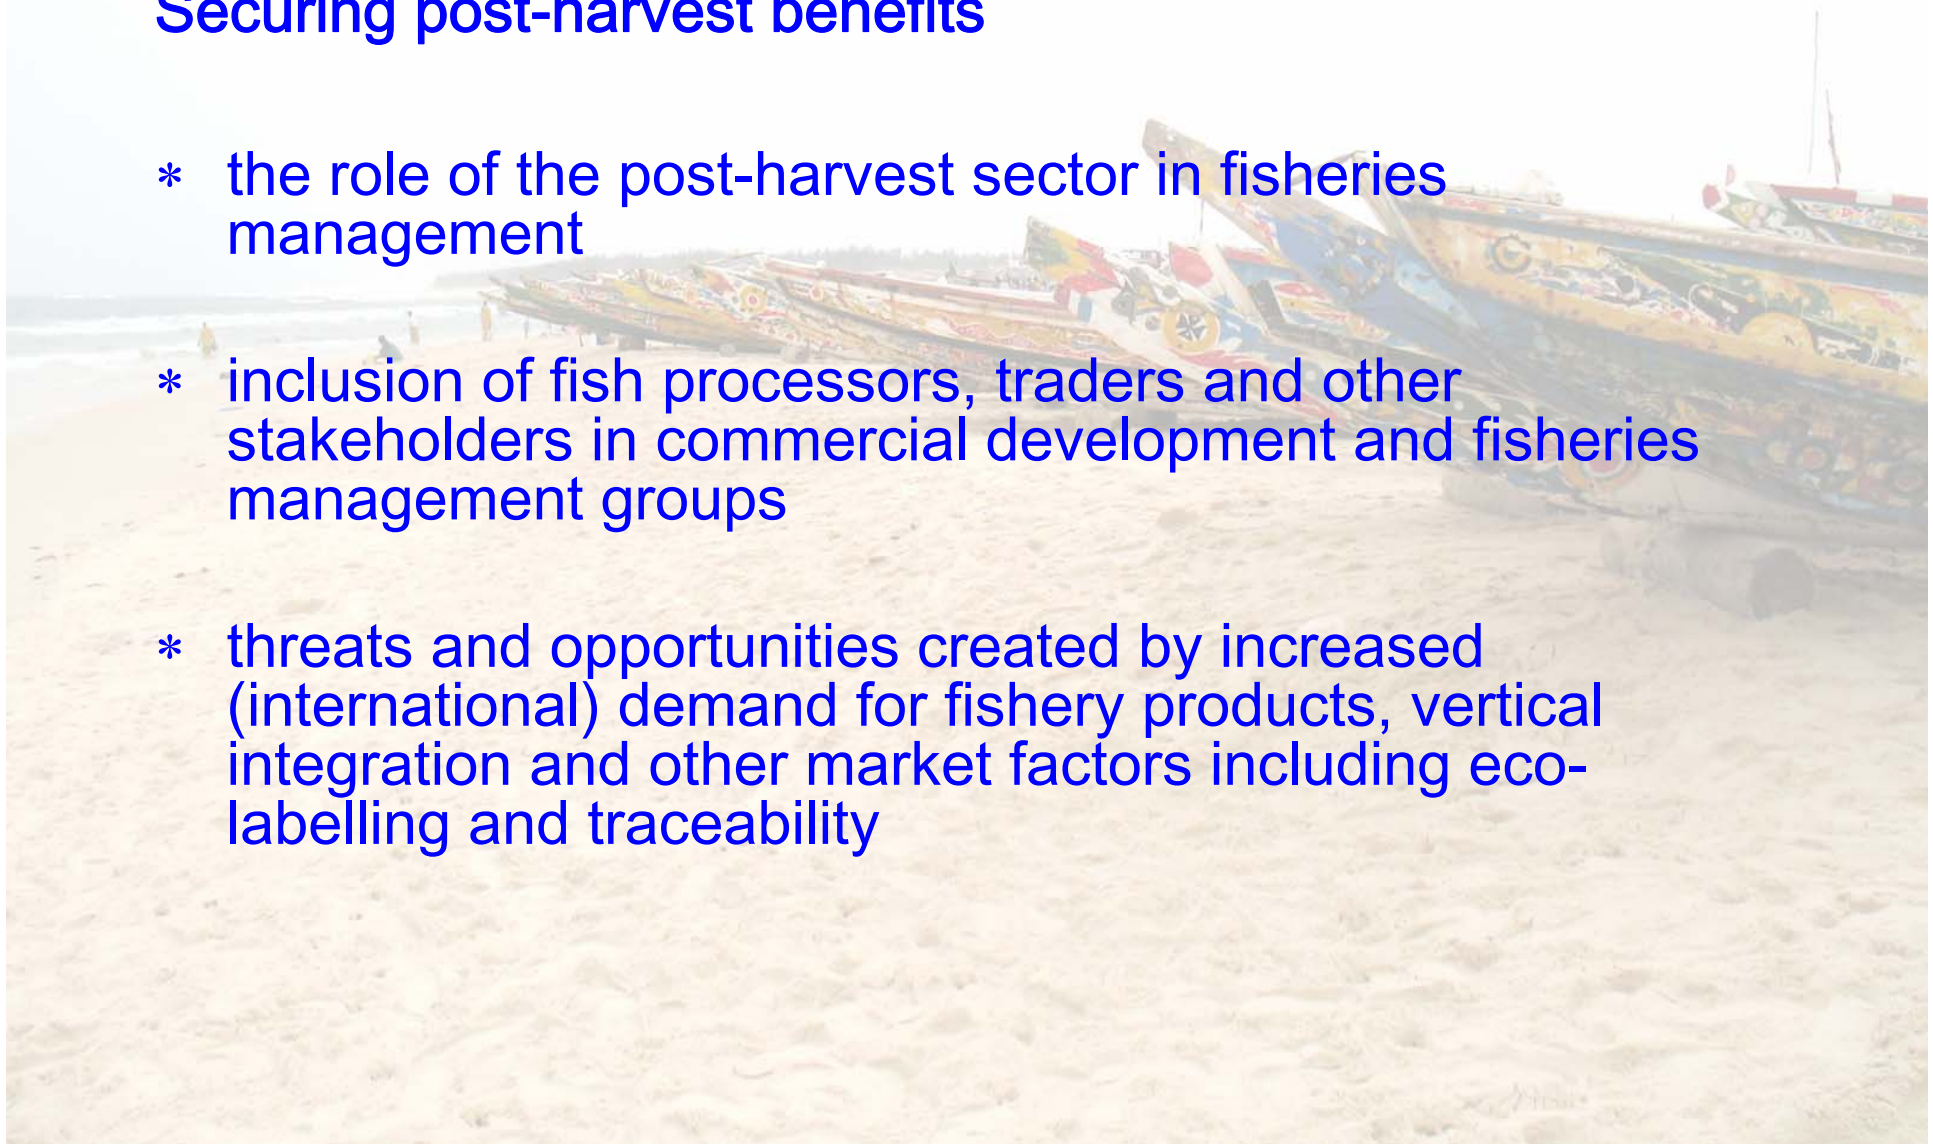 Securing post-harvest benefits
* the role of the post-harvest sector in fisheries
management
* inclusion of fish processors, traders and other
stakeholders in commercial development and fisheries
management groups
* threats and opportunities created by increased
(international) demand for fishery products, vertical
integration and other market factors including eco-
labelling and traceability